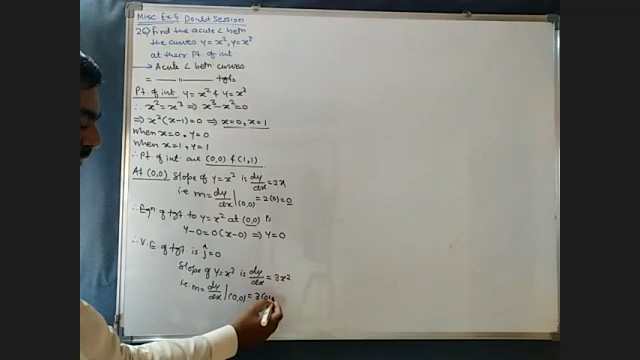 Misc. Ex 5 Doubt Session
26) Find the acute ∠ betn
the curves y=x², y=x³
at their Pt of int
→ Acute ∠ betn curves
= ——— " ——— tgts.
Pt of int y=x² & y=x³
∴ x²=x³ ⇒ x³-x²=0
⇒ x²(x-1)=0 ⇒ x=0, x=1
when x=0, y=0
when x=1, y=1
∴ Pt of int are (0,0) & (1,1)
At (0,0) Slope of y=x² is dy/dx = 2x
i.e. m = dy/dx|(0,0) = 2(0) = 0
∴ Eqn of tgt to y=x² at (0,0) is
y-0=0(x-0) ⇒ y=0
∴ V.E. of tgt is ĵ=0
Slope of y=x³ is dy/dx = 3x²
i.e. m = dy/dx|(0,0) = 3(0)